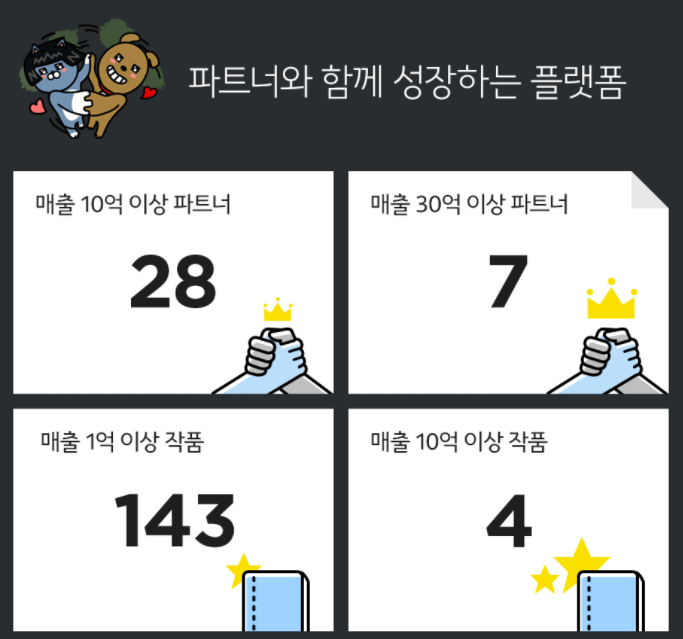 파트너와 함께 성장하는 플랫폼
매출 10억 이상 파트너
28
매출 30억 이상 파트너
7
매출 1억 이상 작품
143
매출 10억 이상 작품
4